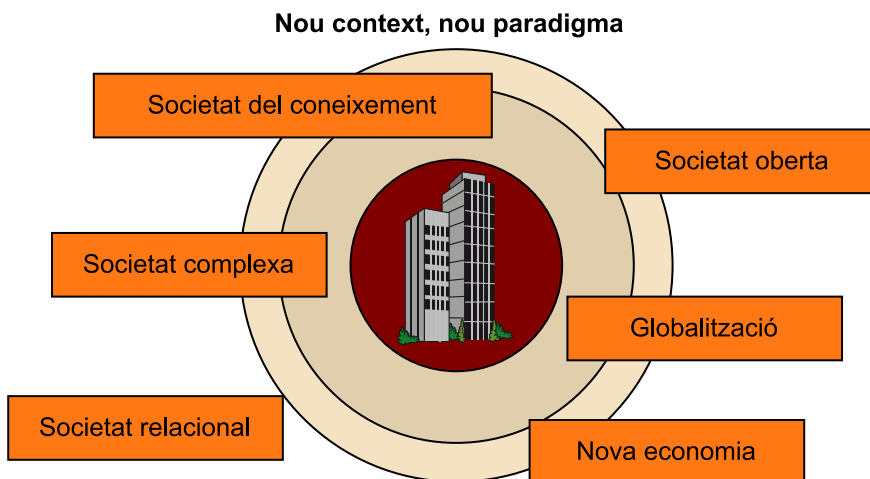 Nou context, nou paradigma
Societat del coneixement
Societat oberta
Societat complexa
Globalització
Societat relacional
Nova economia